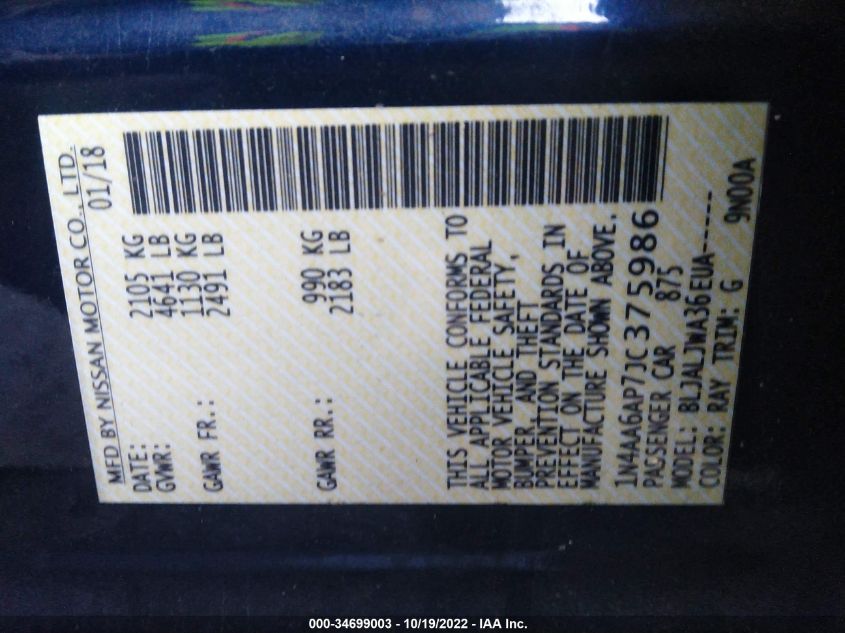 MFD BY NISSAN MOTOR CO., LTD.
DATE: 01/18
GVWR: 2105 KG
4641 LB
GAWR FR.: 1130 KG
2491 LB
GAWR RR.: 990 KG
2183 LB
THIS VEHICLE CONFORMS TO
ALL APPLICABLE FEDERAL
MOTOR VEHICLE SAFETY,
BUMPER, AND THEFT
PREVENTION STANDARDS IN
EFFECT ON THE DATE OF
MANUFACTURE SHOWN ABOVE.
1N4AA6AP7JC375986
PASSENGER CAR 875
MODEL: BLJALJWA36EUA------
COLOR: RAY TRIM: G 9N00A
000-34699003 - 10/19/2022 - IAA Inc.